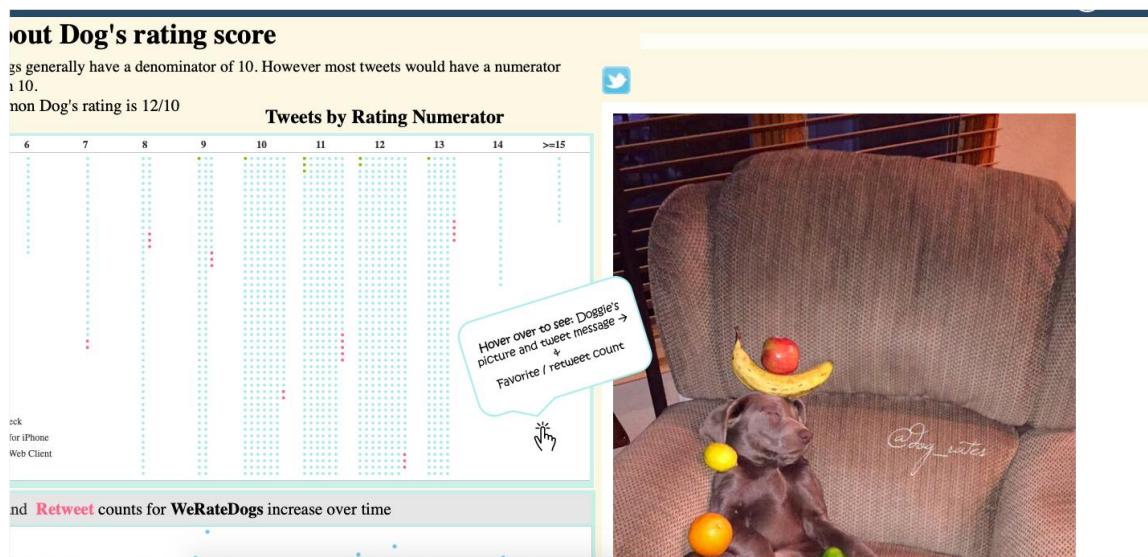 out Dog's rating score
gs generally have a denominator of 10. However most tweets would have a numerator
10.
mon Dog's rating is 12/10
Tweets by Rating Numerator
6 7 8 9 10 11 12 13 14 >=15
Hover over to see: Doggie's
picture and tweet message →
+
Favorite / retweet count
eck
for iPhone
Web Client
@dog_rates
nd Retweet counts for WeRateDogs increase over time